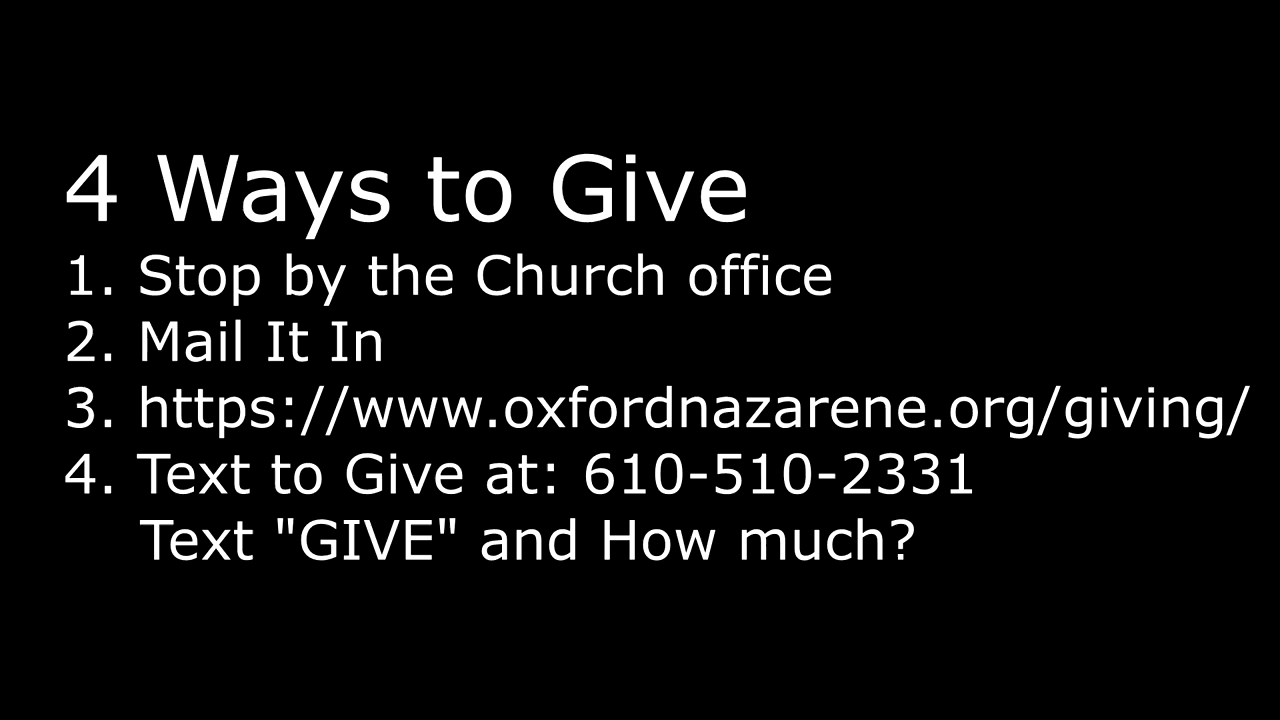 4 Ways to Give
1. Stop by the Church office
2. Mail It In
3. https://www.oxfordnazarene.org/giving/
4. Text to Give at: 610-510-2331
Text "GIVE" and How much?